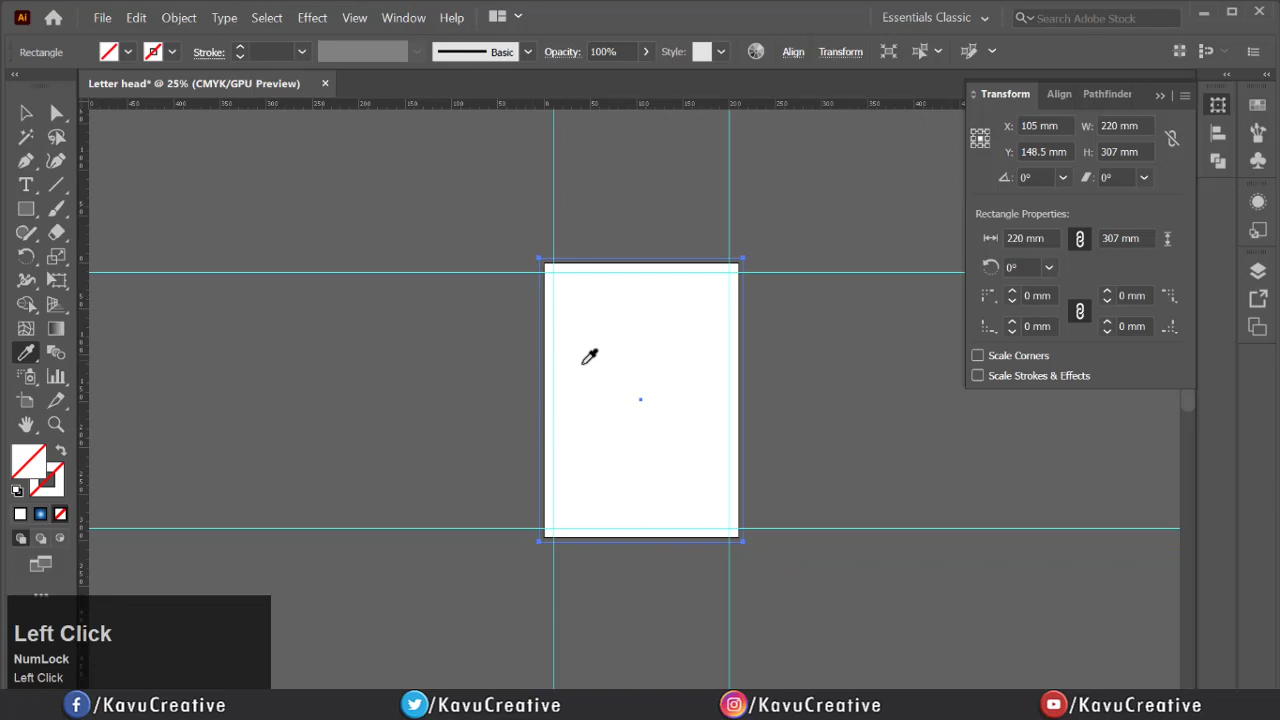 Ai File Edit Object Type Select Effect View Window Help Essentials Classic Search Adobe Stock
Rectangle Stroke: Basic Opacity: 100% Style: Align Transform
Letter head* @ 25% (CMYK/GPU Preview)
Transform Align Pathfinder
X: 105 mm W: 220 mm
Y: 148.5 mm H: 307 mm
0° 0°
Rectangle Properties:
220 mm 307 mm
0°
0 mm 0 mm
0 mm 0 mm
Scale Corners
Scale Strokes & Effects
Left Click
NumLock
Left Click
/KavuCreative /KavuCreative /KavuCreative /KavuCreative